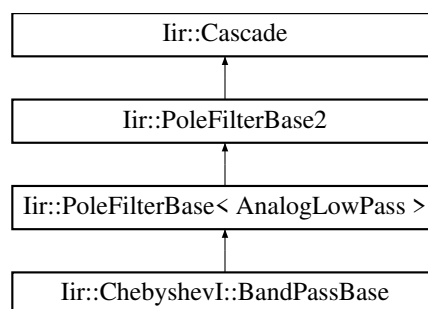 Iir::Cascade
Iir::PoleFilterBase2
Iir::PoleFilterBase< AnalogLowPass >
Iir::ChebyshevI::BandPassBase